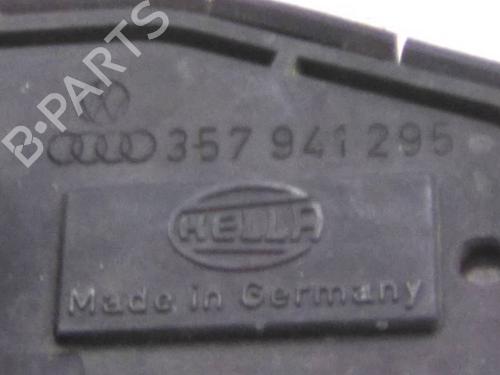 B-PARTS
357 941 295
HELLA
Made in Germany